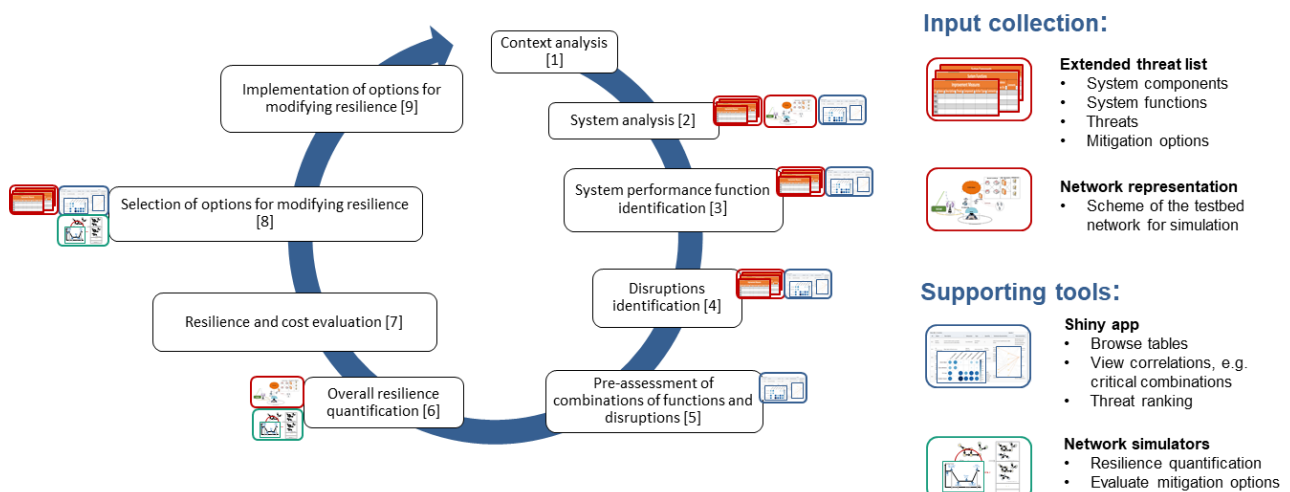 Context analysis
[1]
System analysis [2]
System performance function
identification [3]
Disruptions
identification [4]
Pre-assessment of
combinations of functions and
disruptions [5]
Overall resilience
quantification [6]
Resilience and cost evaluation [7]
Selection of options for modifying resilience
[8]
Implementation of options for
modifying resilience [9]
Input collection:
Extended threat list
• System components
• System functions
• Threats
• Mitigation options
Network representation
• Scheme of the testbed
network for simulation
Supporting tools:
Shiny app
• Browse tables
• View correlations, e.g.
critical combinations
• Threat ranking
Network simulators
• Resilience quantification
• Evaluate mitigation options